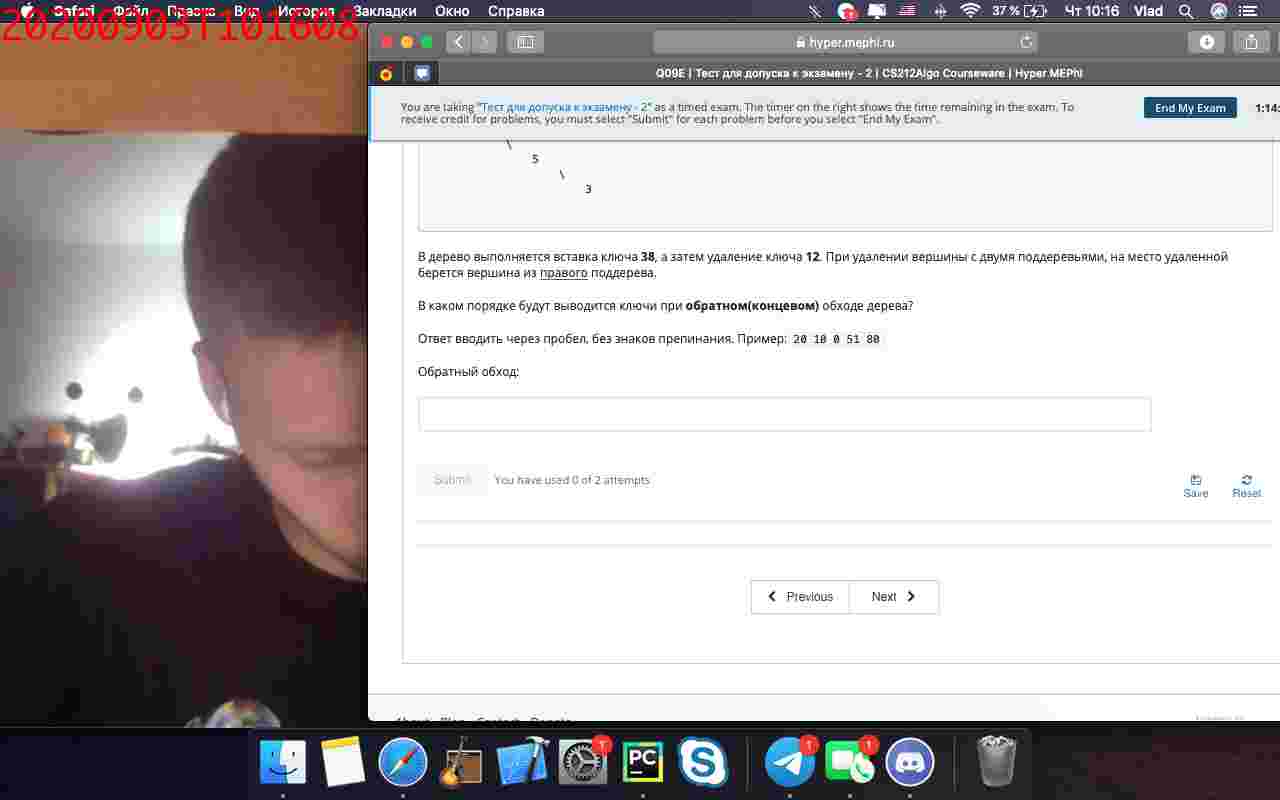 20200903T101608
Safari Файл Правка Вид История Закладки Окно Справка 37 % Чт 10:16 Vlad
hyper.mephi.ru
Q09E | Тест для допуска к экзамену - 2 | CS212Algo Courseware | Hyper.MEPhI
You are taking "Тест для допуска к экзамену - 2" as a timed exam. The timer on the right shows the time remaining in the exam. To
receive credit for problems, you must select "Submit" for each problem before you select "End My Exam".
End My Exam
1:14:
\
5
\
3
В дерево выполняется вставка ключа 38, а затем удаление ключа 12. При удалении вершины с двумя поддеревьями, на место удаленной
берется вершина из правого поддерева.
В каком порядке будут выводится ключи при обратном(концевом) обходе дерева?
Ответ вводить через пробел, без знаков препинания. Пример: 20 10 0 51 80
Обратный обход:
Submit You have used 0 of 2 attempts
Save Reset
Previous Next
1
PC
1
1